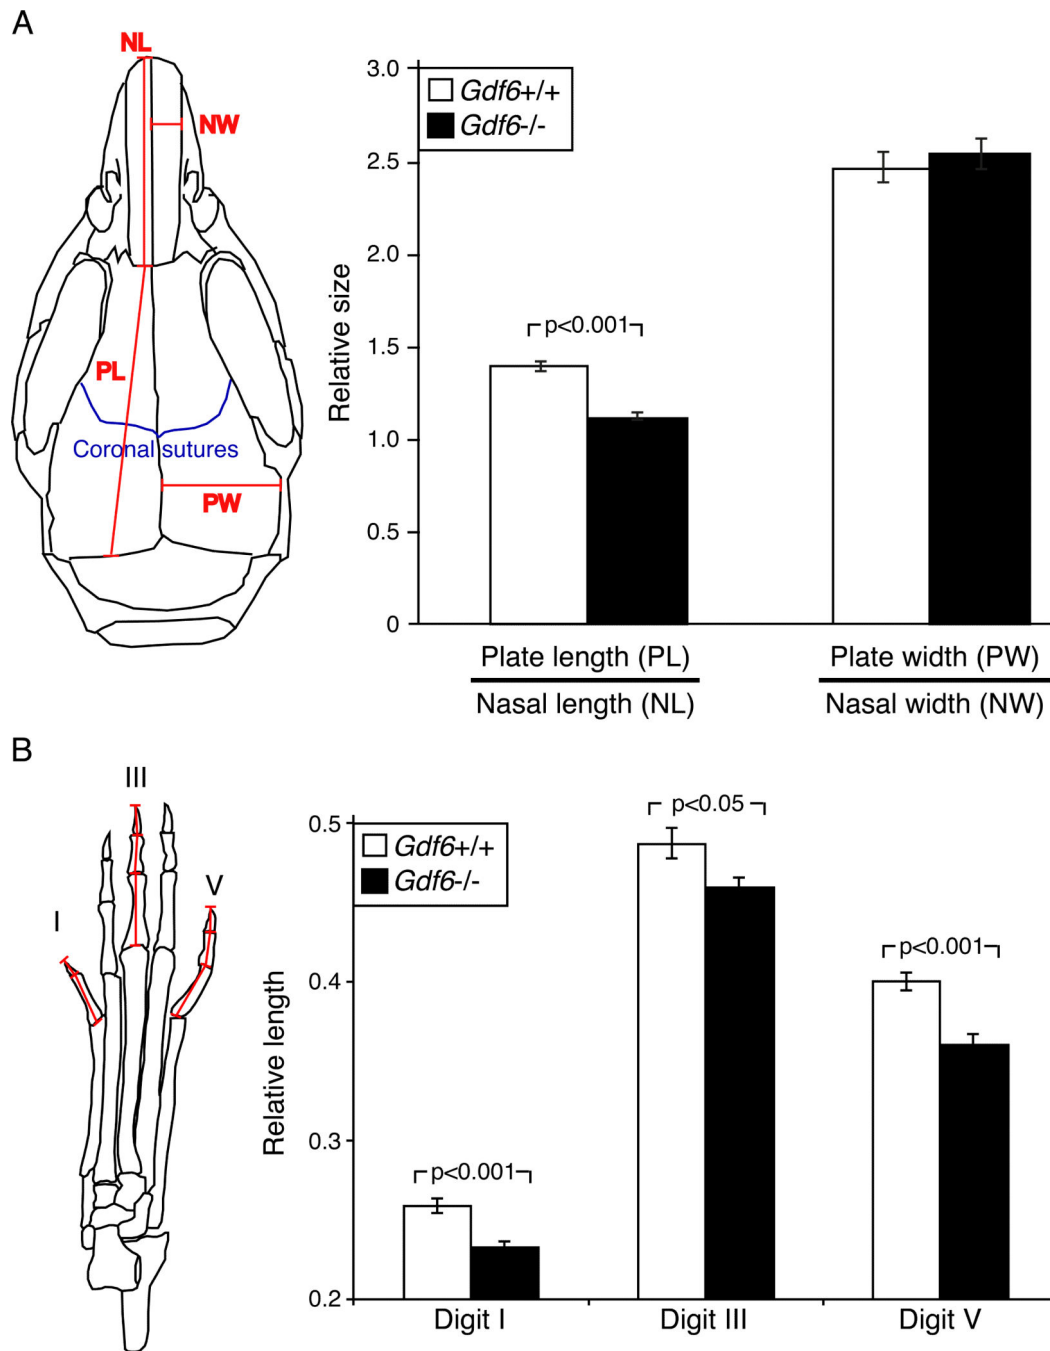 A
NL
NW
PL
Coronal sutures
PW
Relative size
3.0
2.5
2.0
1.5
1.0
0.5
0
Gdf6+/+
Gdf6-/-
p<0.001
Plate length (PL)
Nasal length (NL)
Plate width (PW)
Nasal width (NW)
B
I
III
V
Relative length
0.5
0.4
0.3
0.2
Gdf6+/+
Gdf6-/-
p<0.001
p<0.05
p<0.001
Digit I
Digit III
Digit V